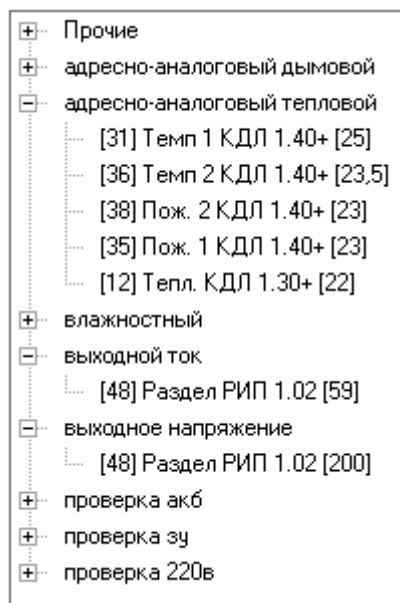 Прочие
адресно-аналоговый дымовой
адресно-аналоговый тепловой
[31] Темп 1 КДЛ 1.40+ [25]
[36] Темп 2 КДЛ 1.40+ [23,5]
[38] Пож. 2 КДЛ 1.40+ [23]
[35] Пож. 1 КДЛ 1.40+ [23]
[12] Тепл. КДЛ 1.30+ [22]
влажностный
выходной ток
[48] Раздел РИП 1.02 [59]
выходное напряжение
[48] Раздел РИП 1.02 [200]
проверка акб
проверка зу
проверка 220в